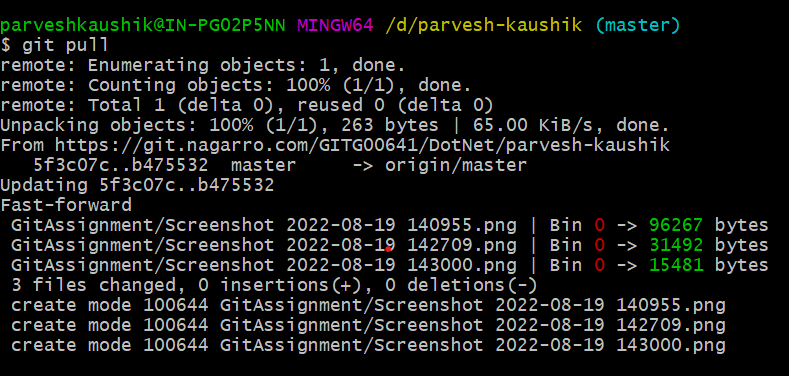 parveshkaushik@IN-PG02P5NN MINGW64 /d/parvesh-kaushik (master)
$ git pull
remote: Enumerating objects: 1, done.
remote: Counting objects: 100% (1/1), done.
remote: Total 1 (delta 0), reused 0 (delta 0)
Unpacking objects: 100% (1/1), 263 bytes | 65.00 KiB/s, done.
From https://git.nagarro.com/GITG00641/DotNet/parvesh-kaushik
   5f3c07c..b475532  master     -> origin/master
Updating 5f3c07c..b475532
Fast-forward
 GitAssignment/Screenshot 2022-08-19 140955.png | Bin 0 -> 96267 bytes
 GitAssignment/Screenshot 2022-08-19 142709.png | Bin 0 -> 31492 bytes
 GitAssignment/Screenshot 2022-08-19 143000.png | Bin 0 -> 15481 bytes
 3 files changed, 0 insertions(+), 0 deletions(-)
 create mode 100644 GitAssignment/Screenshot 2022-08-19 140955.png
 create mode 100644 GitAssignment/Screenshot 2022-08-19 142709.png
 create mode 100644 GitAssignment/Screenshot 2022-08-19 143000.png